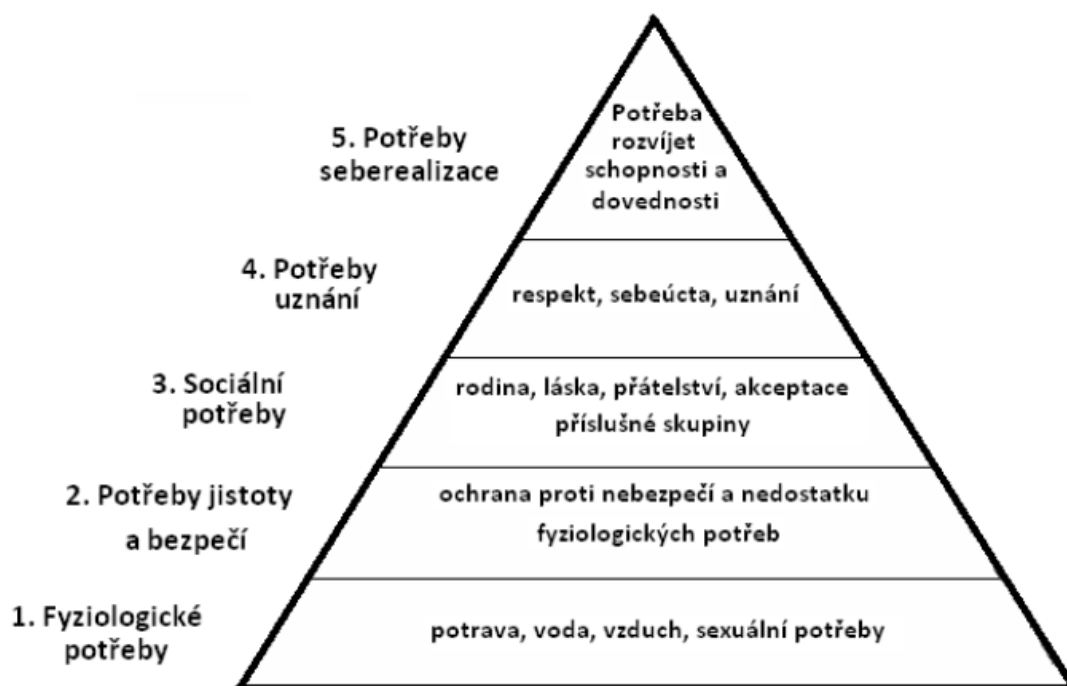 5. Potřeby
seberealizace
Potřeba
rozvíjet
schopnosti a
dovednosti
4. Potřeby
uznání
respekt, sebeúcta, uznání
3. Sociální
potřeby
rodina, láska, přátelství, akceptace
příslušné skupiny
2. Potřeby jistoty
a bezpečí
ochrana proti nebezpečí a nedostatku
fyziologických potřeb
1. Fyziologické
potřeby
potrava, voda, vzduch, sexuální potřeby